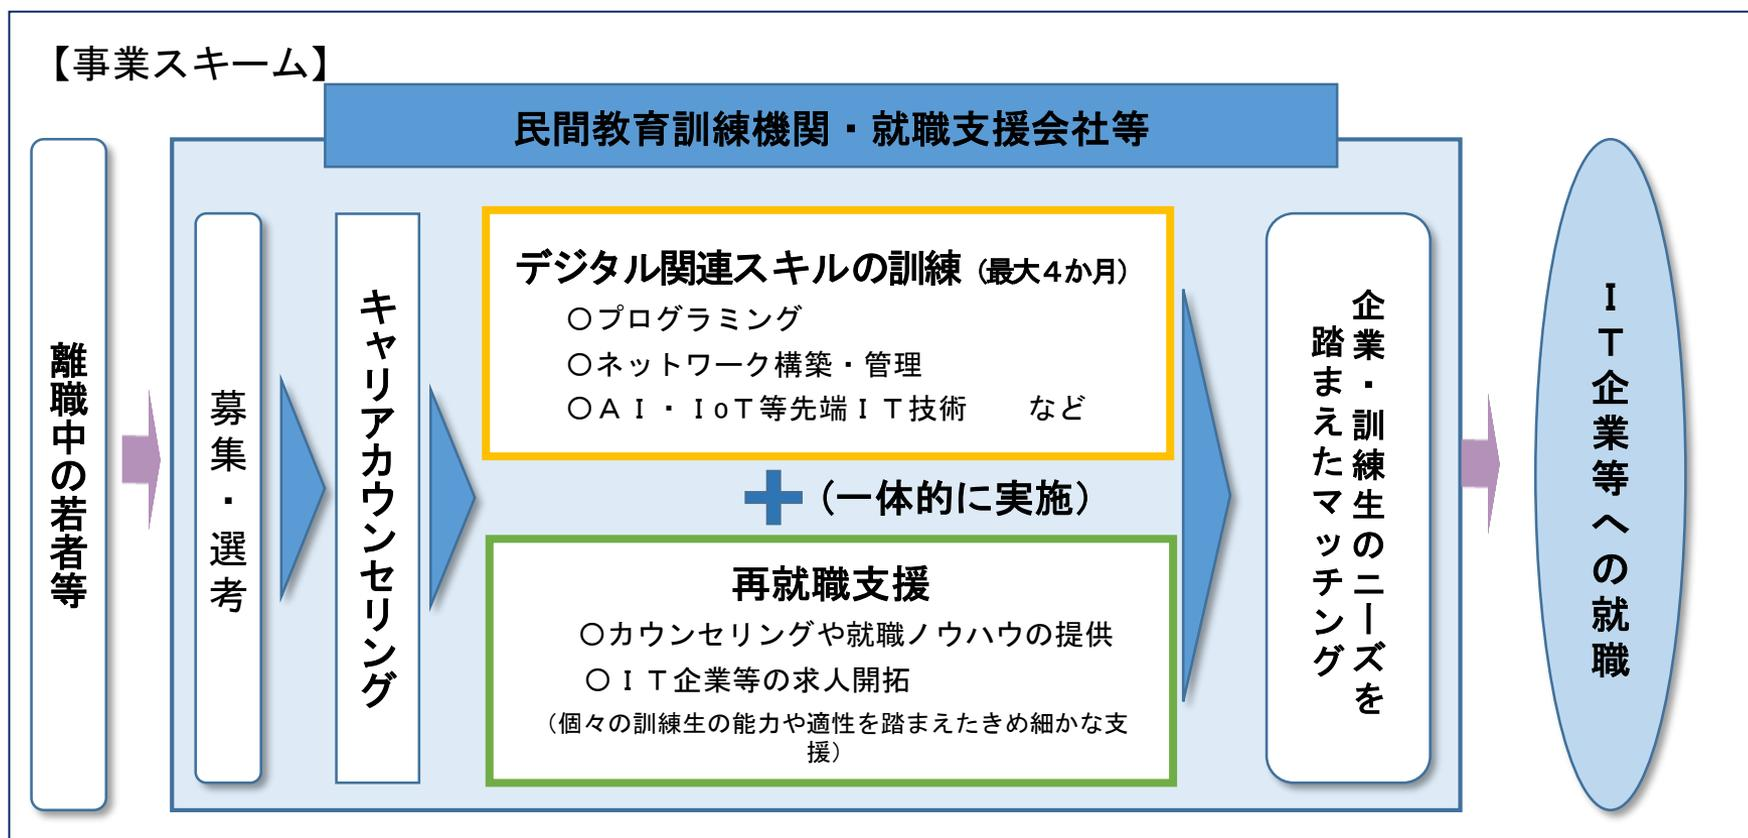 【事業スキーム】
民間教育訓練機関・就職支援会社等
離職中の若者等
募集・選考
キャリアカウンセリング
デジタル関連スキルの訓練（最大４か月）
〇プログラミング
〇ネットワーク構築・管理
〇ＡＩ・ＩoＴ等先端ＩＴ技術　　など
（一体的に実施）
再就職支援
〇カウンセリングや就職ノウハウの提供
〇ＩＴ企業等の求人開拓
（個々の訓練生の能力や適性を踏まえたきめ細かな支
援）
企業・訓練生のニーズを
踏まえたマッチング
ＩＴ企業等への就職